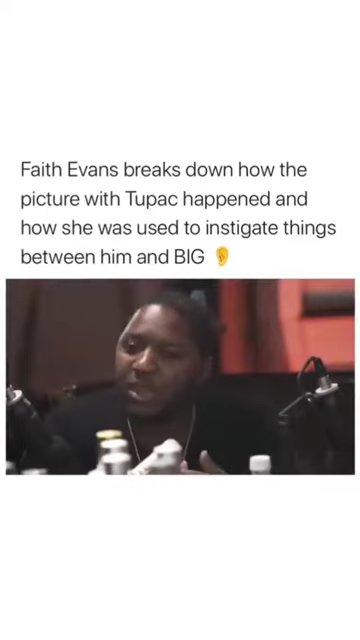 Faith Evans breaks down how the
picture with Tupac happened and
how she was used to instigate things
between him and BIG 👂